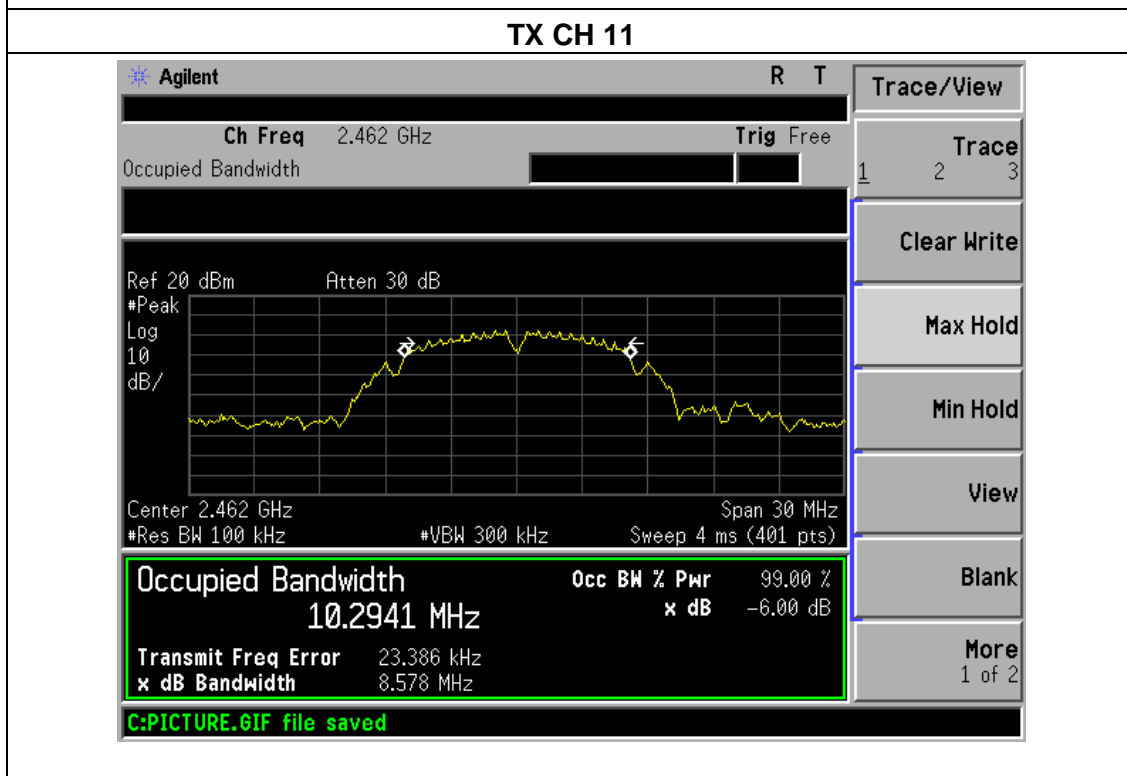 TX CH 11
Agilent R T
Trace/View
Ch Freq 2.462 GHz Trig Free
Occupied Bandwidth
Trace
1 2 3
Clear Write
Ref 20 dBm Atten 30 dB
#Peak
Log
10
dB/
Max Hold
Min Hold
View
Center 2.462 GHz Span 30 MHz
#Res BW 100 kHz #VBW 300 kHz Sweep 4 ms (401 pts)
Occupied Bandwidth Occ BW % Pwr 99.00 %
10.2941 MHz x dB -6.00 dB
Blank
Transmit Freq Error 23.386 kHz
x dB Bandwidth 8.578 MHz
More
1 of 2
C:PICTURE.GIF file saved